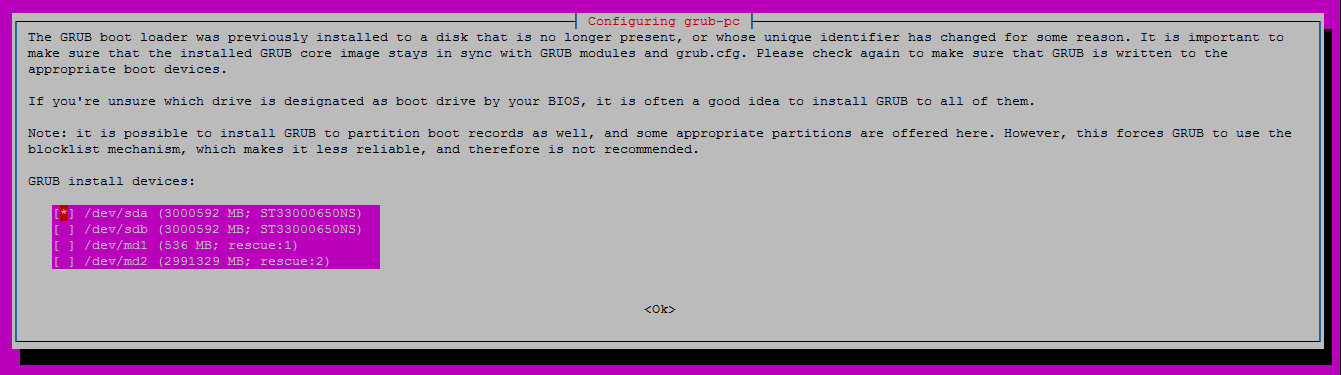 Configuring grub-pc
The GRUB boot loader was previously installed to a disk that is no longer present, or whose unique identifier has changed for some reason. It is important to
make sure that the installed GRUB core image stays in sync with GRUB modules and grub.cfg. Please check again to make sure that GRUB is written to the
appropriate boot devices.
If you're unsure which drive is designated as boot drive by your BIOS, it is often a good idea to install GRUB to all of them.
Note: it is possible to install GRUB to partition boot records as well, and some appropriate partitions are offered here. However, this forces GRUB to use the
blocklist mechanism, which makes it less reliable, and therefore is not recommended.
GRUB install devices:
[*] /dev/sda (3000592 MB; ST33000650NS)
[ ] /dev/sdb (3000592 MB; ST33000650NS)
[ ] /dev/md1 (536 MB; rescue:1)
[ ] /dev/md2 (2991329 MB; rescue:2)
<Ok>